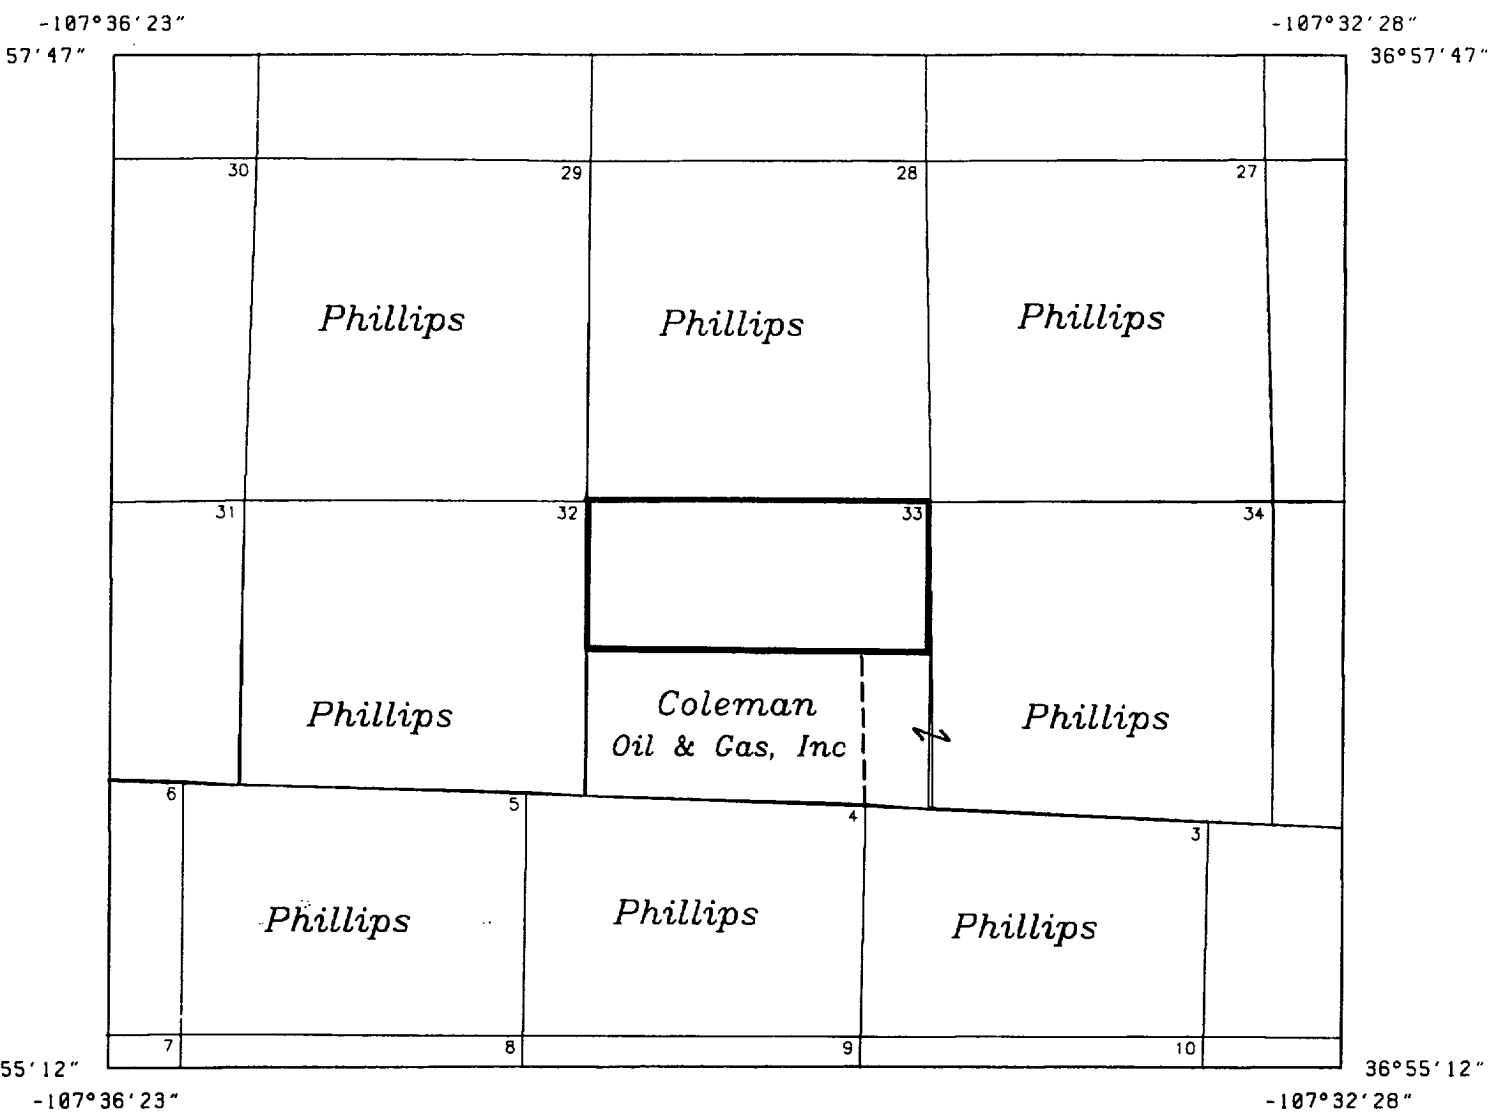 -107°36'23" -107°32'28"
57'47" 36°57'47"
30 29 28 27
Phillips Phillips Phillips
31 32 33 34
Phillips Coleman Phillips
Oil & Gas, Inc
6 5 4 3
Phillips Phillips Phillips
7 8 9 10
55'12" 36°55'12"
-107°36'23" -107°32'28"